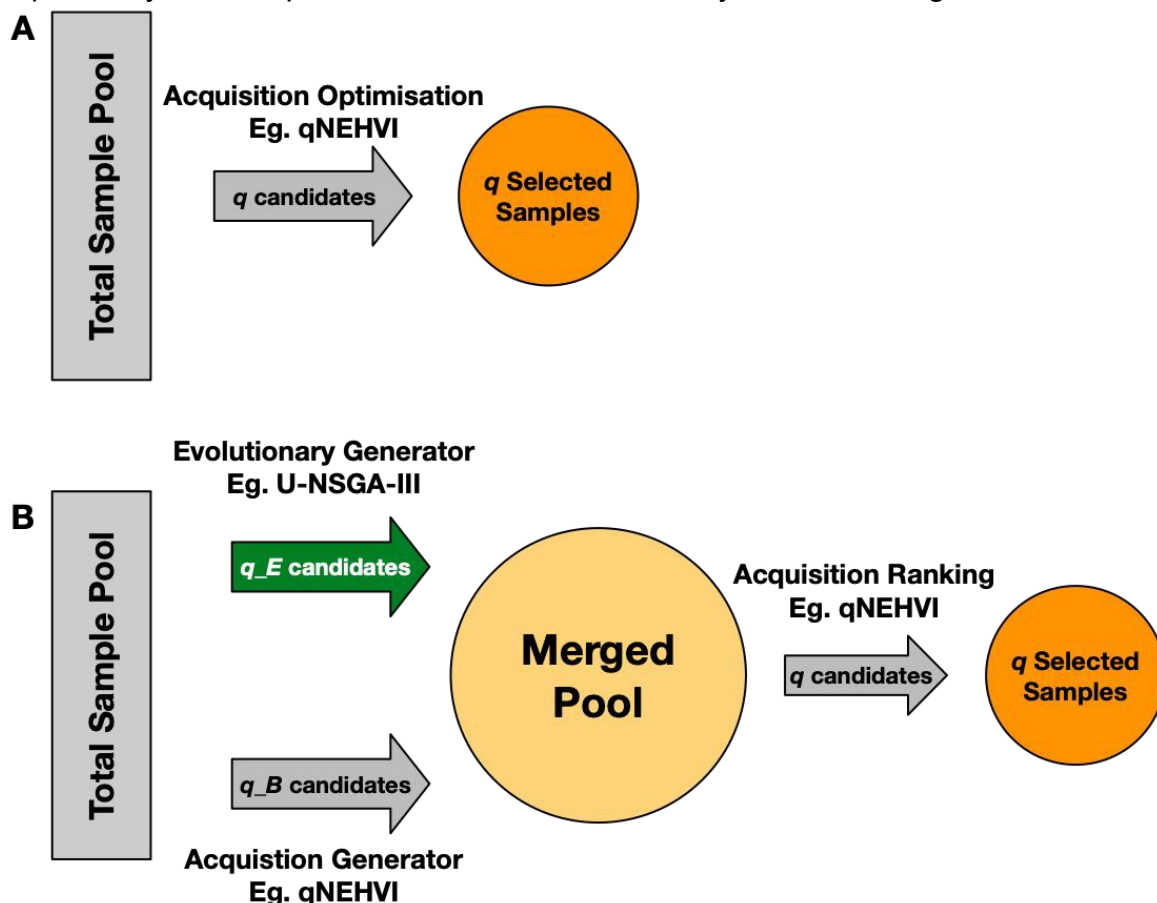 A
Total Sample Pool
Acquisition Optimisation
Eg. qNEHVI
q candidates
q Selected
Samples
B
Total Sample Pool
Evolutionary Generator
Eg. U-NSGA-III
q_E candidates
Merged
Pool
q_B candidates
Acquistion Generator
Eg. qNEHVI
Acquisition Ranking
Eg. qNEHVI
q candidates
q Selected
Samples